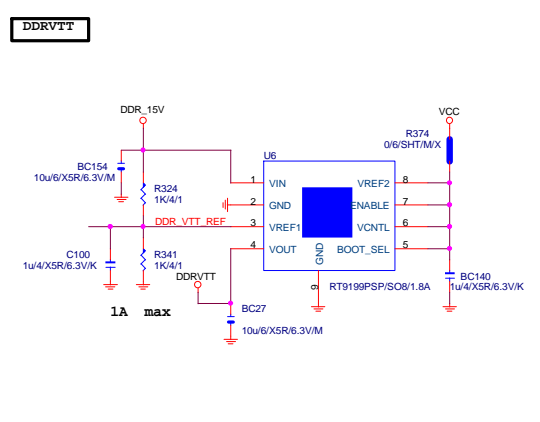 DDRVTT
DDR_15V
VCC
R374
0/6/SHT/M/X
U6
BC154
10u/6/X5R/6.3V/M
R324
1K/4/1
1
VIN
VREF2
8
2
GND
ENABLE
7
DDR_VTT_REF
3
VREF1
VCNTL
6
4
VOUT
BOOT_SEL
5
GND
9
C100
1u/4/X5R/6.3V/K
R341
1K/4/1
DDRVTT
RT9199PSP/SO8/1.8A
BC140
1u/4/X5R/6.3V/K
1A max
BC27
10u/6/X5R/6.3V/M